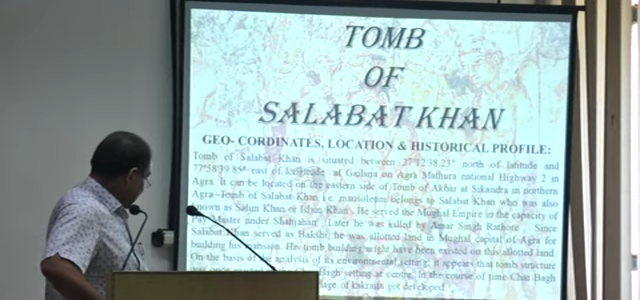 TOMB
OF
SALABAT KHAN
GEO- CORDINATES, LOCATION & HISTORICAL PROFILE:
Tomb of Salabat Khan is situated between 27°12'38.23" north of latitude and
77°58'39.85" east of longitude at Gailana on Agra Mathura national Highway 2 in
Agra. It can be located on the eastern side of Tomb of Akbar at Sikandra in northern
Agra. Tomb of Salabat Khan i.e. mausoleum belongs to Salabat Khan who was also
known as Salim Khan or He served the Mughal Empire in the capacity of
Pay Master under Shahjahan. Later he was killed by Amar Singh Rathore. Since
Salabat Khan served as Bakshi, he was allotted land in Mughal capital of Agra for
building his mansion. His tomb building might have been existed on this allotted land.
On the basis of the analysis of its environmental setting, it appears that tomb structure
Bagh setting at centre. In the course of time Char Bagh
of kakraita got developed